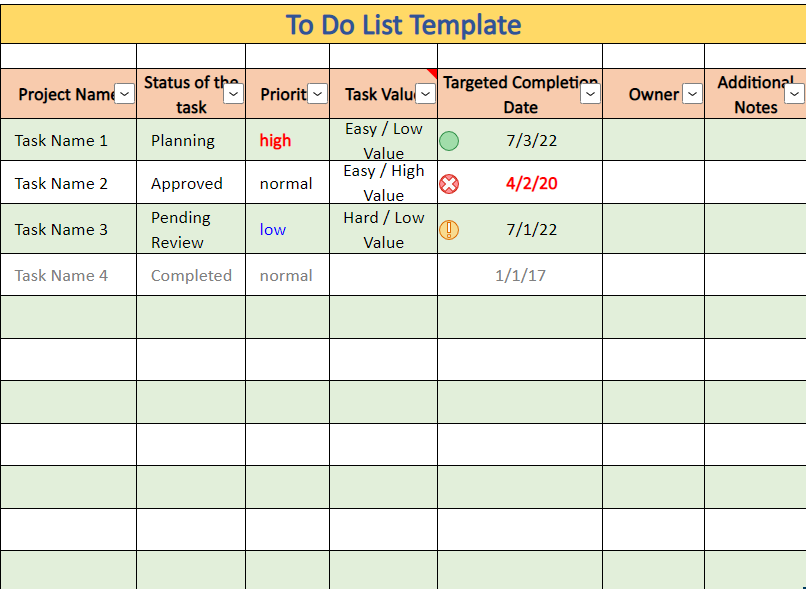 To Do List Template
Project Name
Status of the
task
Priorit
Task Valu
Targeted Completion
Date
Owner
Additional
Notes
Task Name 1
Planning
high
Easy / Low
Value
7/3/22
Task Name 2
Approved
normal
Easy / High
Value
4/2/20
Task Name 3
Pending
Review
low
Hard / Low
Value
7/1/22
Task Name 4
Completed
normal
1/1/17